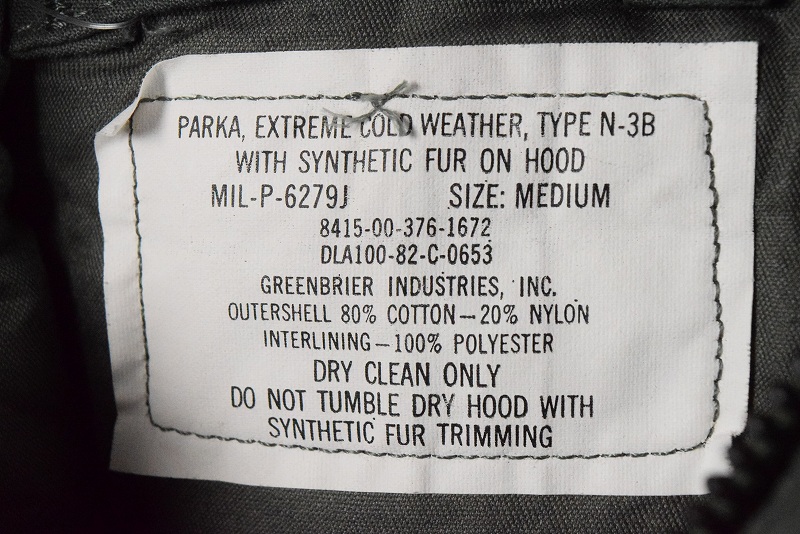 PARKA, EXTREME COLD WEATHER, TYPE N-3B
WITH SYNTHETIC FUR ON HOOD
MIL-P-6279J SIZE: MEDIUM
8415-00-376-1672
DLA100-82-C-0653
GREENBRIER INDUSTRIES, INC.
OUTERSHELL 80% COTTON-20% NYLON
INTERLINING-100% POLYESTER
DRY CLEAN ONLY
DO NOT TUMBLE DRY HOOD WITH
SYNTHETIC FUR TRIMMING